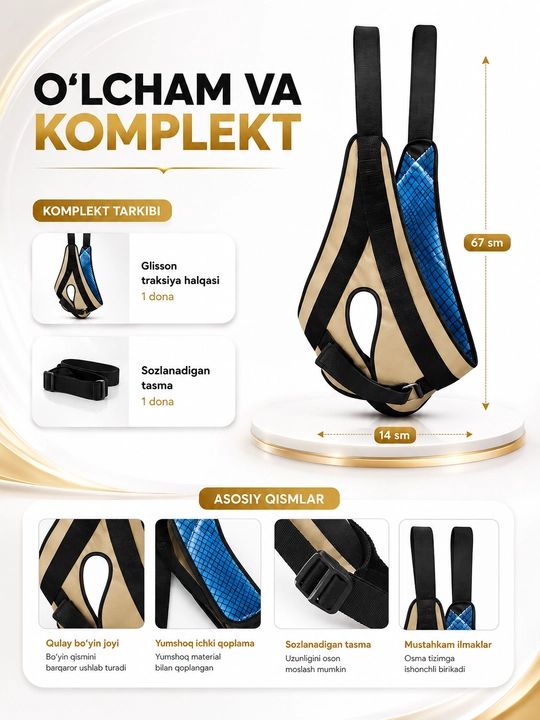 O‘LCHAM VA
KOMPLEKT
KOMPLEKT TARKIBI
Glisson
traksiya halqasi
1 dona
Sozlanadigan
tasma
1 dona
67 sm
14 sm
ASOSIY QISMLAR
Qulay bo‘yin joyi
Bo‘yin qismini
barqaror ushlab turadi
Yumshoq ichki qoplama
Yumshoq material
bilan qoplangan
Sozlanadigan tasma
Uzunligini oson
moslash mumkin
Mustahkam ilmaklar
Osma tizimga
ishonchli birikadi